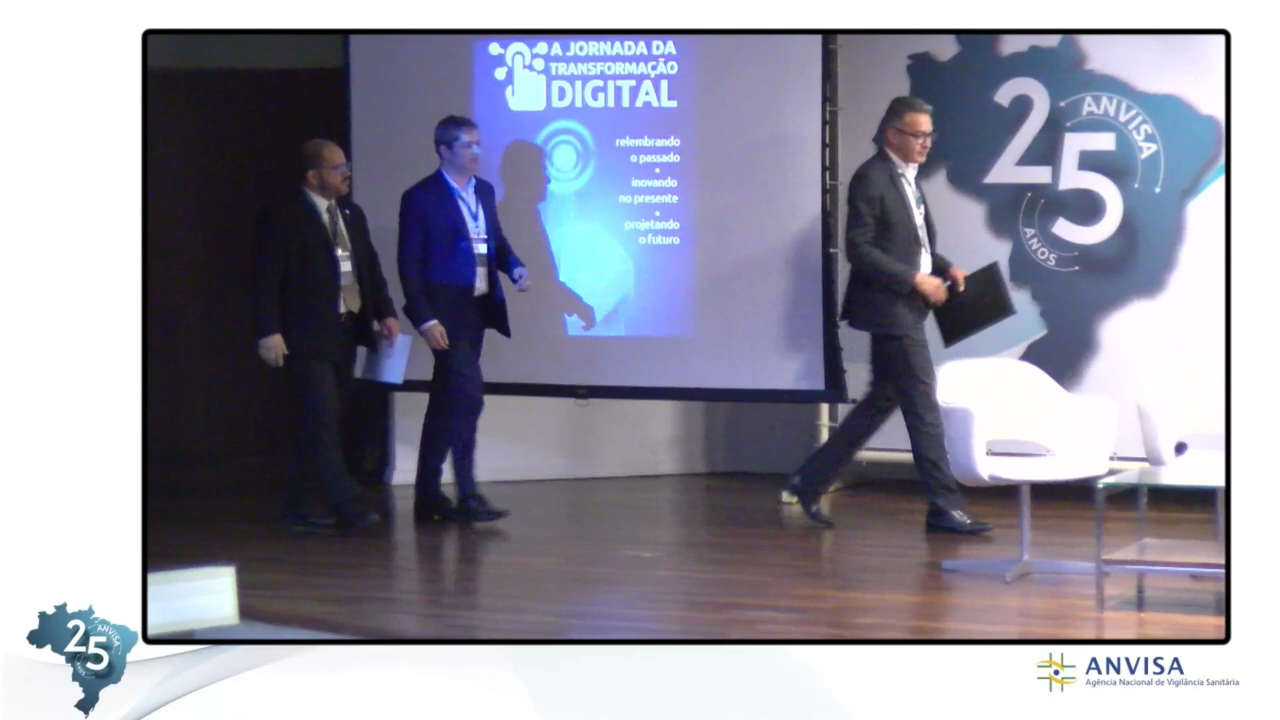 A JORNADA DA
TRANSFORMAÇÃO
DIGITAL
relembrando
o passado
•
inovando
no presente
•
projetando
o futuro
25
ANVISA
ANOS
25
ANVISA
ANVISA
Agência Nacional de Vigilância Sanitária